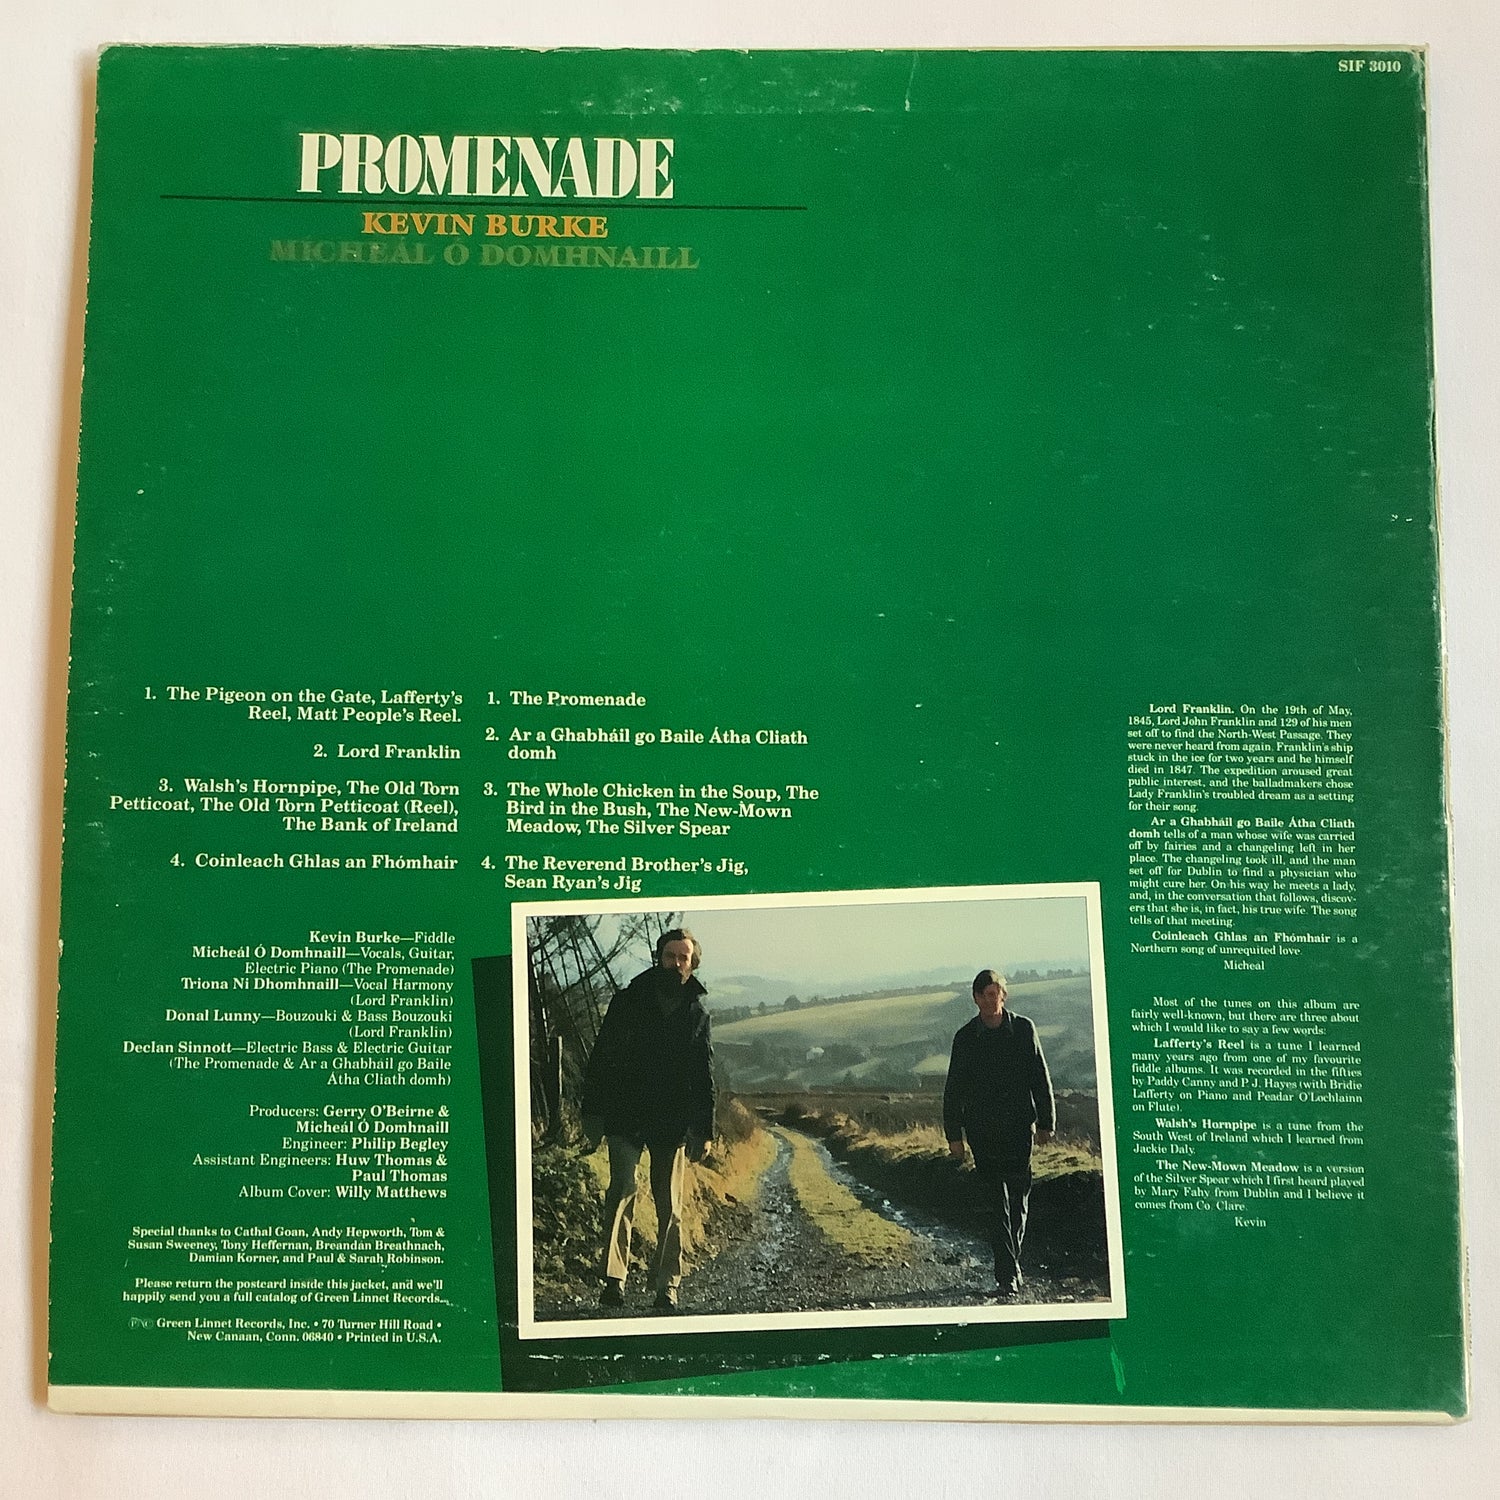 SIF 3010
PROMENADE
KEVIN BURKE
MICHEÁL Ó DOMHNAILL
1. The Pigeon on the Gate, Lafferty's
Reel, Matt People's Reel.
2. Lord Franklin
3. Walsh's Hornpipe, The Old Torn
Petticoat, The Old Torn Petticoat (Reel),
The Bank of Ireland
4. Coinleach Ghlas an Fhómhair
1. The Promenade
2. Ar a Ghabháil go Baile Átha Cliath
domh
3. The Whole Chicken in the Soup, The
Bird in the Bush, The New-Mown
Meadow, The Silver Spear
4. The Reverend Brother's Jig,
Sean Ryan's Jig
Kevin Burke—Fiddle
Micheál Ó Domhnaill—Vocals, Guitar,
Electric Piano (The Promenade)
Triona Ni Dhomhnaill—Vocal Harmony
(Lord Franklin)
Donal Lunny—Bouzouki & Bass Bouzouki
(Lord Franklin)
Declan Sinnott—Electric Bass & Electric Guitar
(The Promenade & Ar a Ghabháil go Baile
Átha Cliath domh)
Producers: Gerry O'Beirne &
Micheál Ó Domhnaill
Engineer: Philip Begley
Assistant Engineers: Huw Thomas &
Paul Thomas
Album Cover: Willy Matthews
Special thanks to Cathal Goan, Andy Hepworth, Tom &
Susan Sweeney, Tony Heffernan, Breandán Breathnach,
Damian Korner, and Paul & Sarah Robinson.
Please return the postcard inside this jacket, and we'll
happily send you a full catalog of Green Linnet Records.
Ⓟ © Green Linnet Records, Inc. • 70 Turner Hill Road •
New Canaan, Conn. 06840 • Printed in U.S.A.
Lord Franklin. On the 19th of May,
1845, Lord John Franklin and 129 of his men
set off to find the North-West Passage. They
were never heard from again. Franklin's ship
stuck in the ice for two years and he himself
died in 1847. The expedition aroused great
public interest, and the balladmakers chose
Lady Franklin's troubled dream as a setting
for their song.
Ar a Ghabháil go Baile Átha Cliath
domh tells of a man whose wife was carried
off by fairies and a changeling left in her
place. The changeling took ill, and the man
set off for Dublin to find a physician who
might cure her. On his way he meets a lady,
and, in the conversation that follows, discov-
ers that she is, in fact, his true wife. The song
tells of that meeting.
Coinleach Ghlas an Fhómhair is a
Northern song of unrequited love.
Micheal
Most of the tunes on this album are
fairly well-known, but there are three about
which I would like to say a few words:
Lafferty's Reel is a tune I learned
many years ago from one of my favourite
fiddle albums. It was recorded in the fifties
by Paddy Canny and P. J. Hayes (with Bridie
Lafferty on Piano and Peadar O'Lochlainn
on Flute).
Walsh's Hornpipe is a tune from the
South West of Ireland which I learned from
Jackie Daly.
The New-Mown Meadow is a version
of the Silver Spear which I first heard played
by Mary Fahy from Dublin and I believe it
comes from Co. Clare.
Kevin